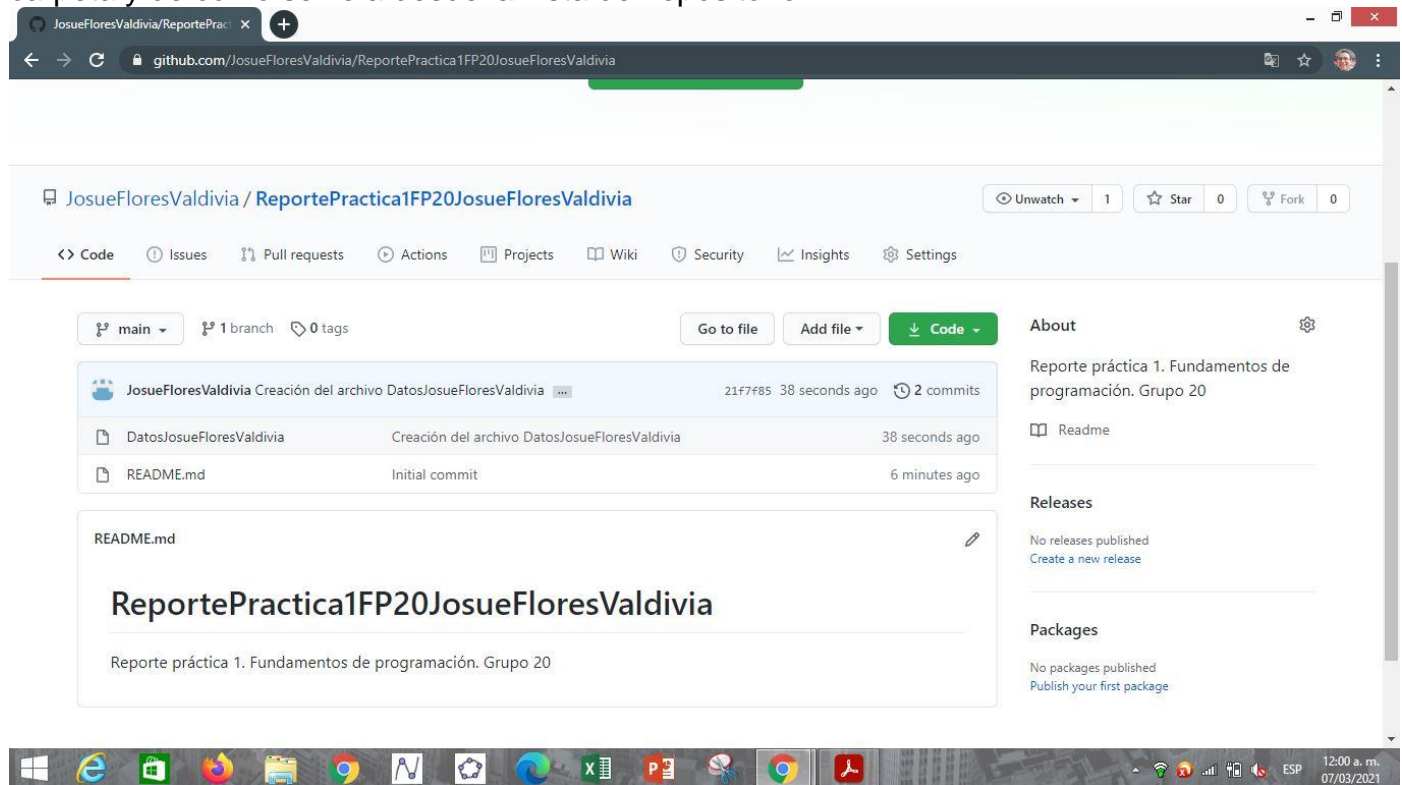 JosueFloresValdivia/ReportePract
github.com/JosueFloresValdivia/ReportePractica1FP20JosueFloresValdivia
JosueFloresValdivia / ReportePractica1FP20JosueFloresValdivia
Unwatch 1 Star 0 Fork 0
<> Code Issues Pull requests Actions Projects Wiki Security Insights Settings
main 1 branch 0 tags Go to file Add file Code
JosueFloresValdivia Creación del archivo DatosJosueFloresValdivia ... 21f7f85 38 seconds ago 2 commits
DatosJosueFloresValdivia Creación del archivo DatosJosueFloresValdivia 38 seconds ago
README.md Initial commit 6 minutes ago
README.md
ReportePractica1FP20JosueFloresValdivia
Reporte práctica 1. Fundamentos de programación. Grupo 20
About
Reporte práctica 1. Fundamentos de
programación. Grupo 20
Readme
Releases
No releases published
Create a new release
Packages
No packages published
Publish your first package
ESP 12:00 a. m.
07/03/2021